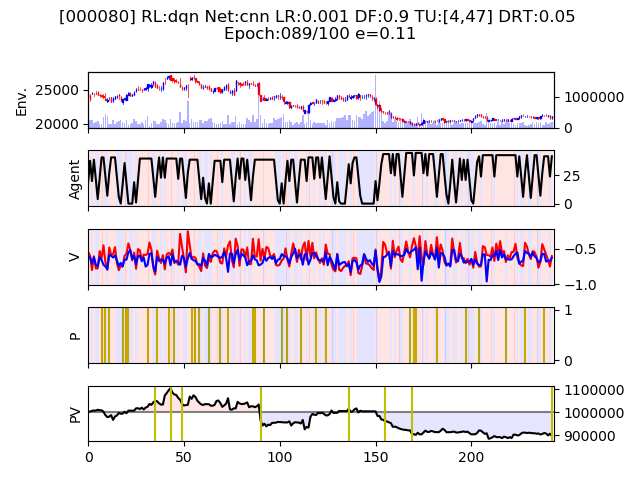 [000080] RL:dqn Net:cnn LR:0.001 DF:0.9 TU:[4,47] DRT:0.05
Epoch:089/100 e=0.11
Env.
25000
20000
1000000
0
Agent
25
0
V
−0.5
−1.0
P
1
0
PV
1100000
1000000
900000
0 50 100 150 200